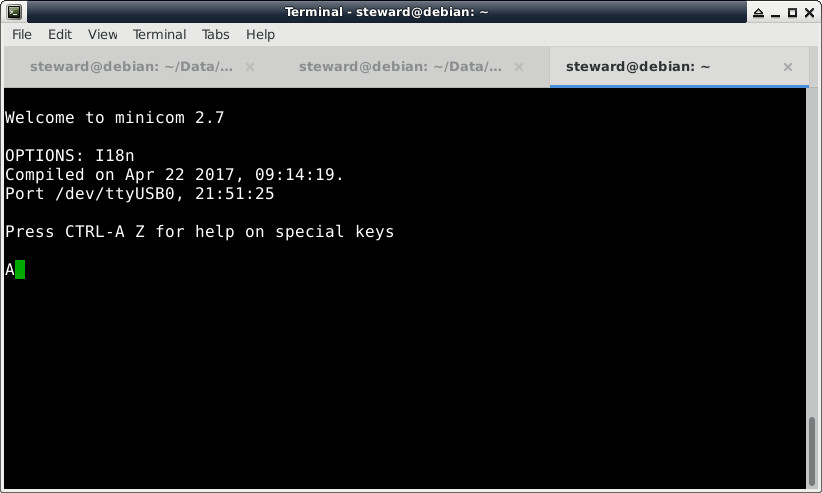 Terminal - steward@debian: ~
File Edit View Terminal Tabs Help
steward@debian: ~/Data/... steward@debian: ~/Data/... steward@debian: ~
Welcome to minicom 2.7
OPTIONS: I18n
Compiled on Apr 22 2017, 09:14:19.
Port /dev/ttyUSB0, 21:51:25
Press CTRL-A Z for help on special keys
A